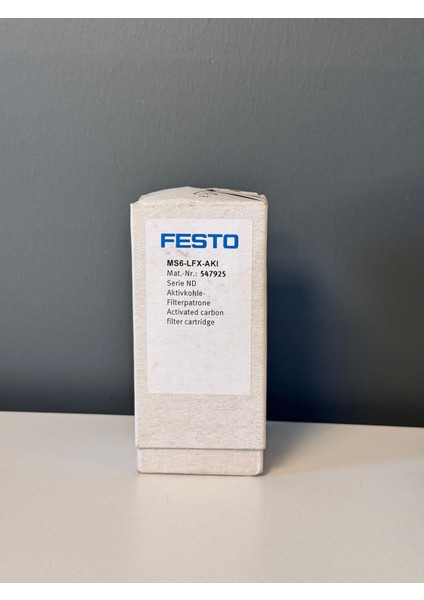 FESTO
MS6-LFX-AKI
Mat.-Nr.: 547925
Serie ND
Aktivkohle-
Filterpatrone
Activated carbon
filter cartridge